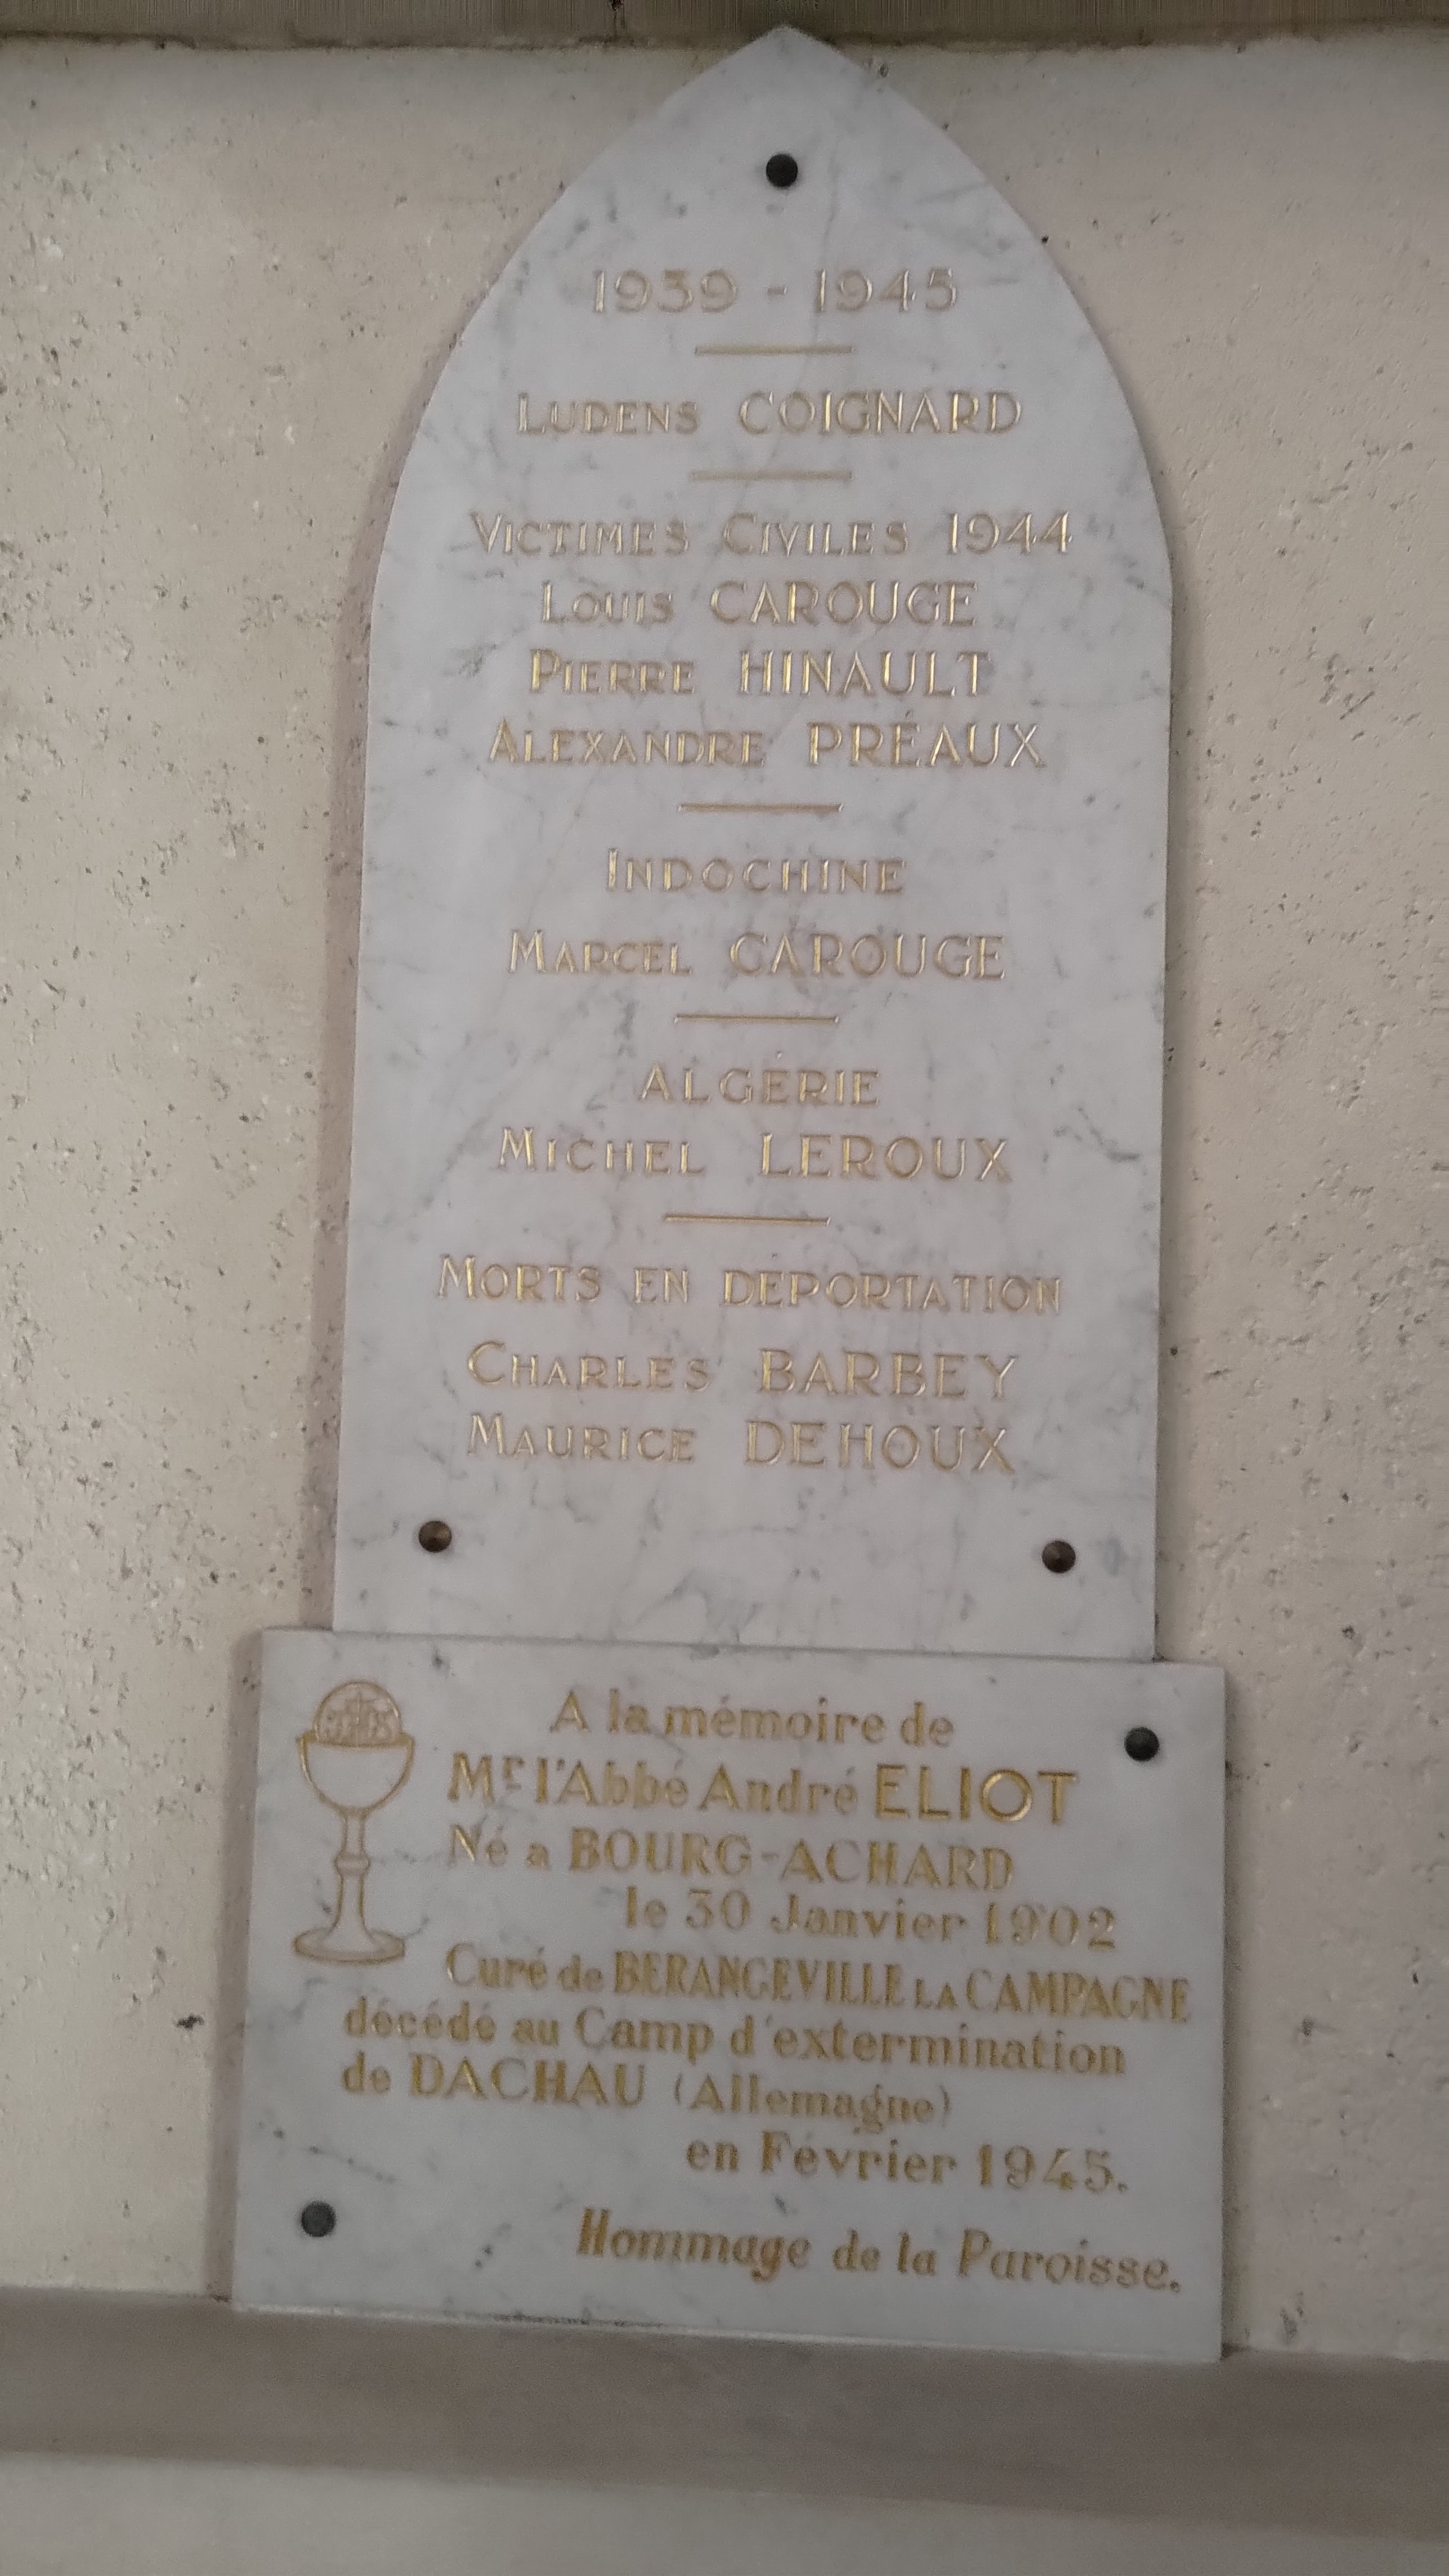 1939 - 1945
LUDENS COIGNARD
VICTIMES CIVILES 1944
LOUIS CAROUGE
PIERRE HINAULT
ALEXANDRE PRÉAUX
INDOCHINE
MARCEL CAROUGE
ALGÉRIE
MICHEL LEROUX
MORTS EN DÉPORTATION
CHARLES BARBEY
MAURICE DEHOUX
A la mémoire de
Mr l'Abbé André ELIOT
Né a BOURG-ACHARD
le 30 Janvier 1902
Curé de BERANGEVILLE LA CAMPAGNE
décédé au Camp d'extermination
de DACHAU (Allemagne)
en Février 1945.
Hommage de la Paroisse.